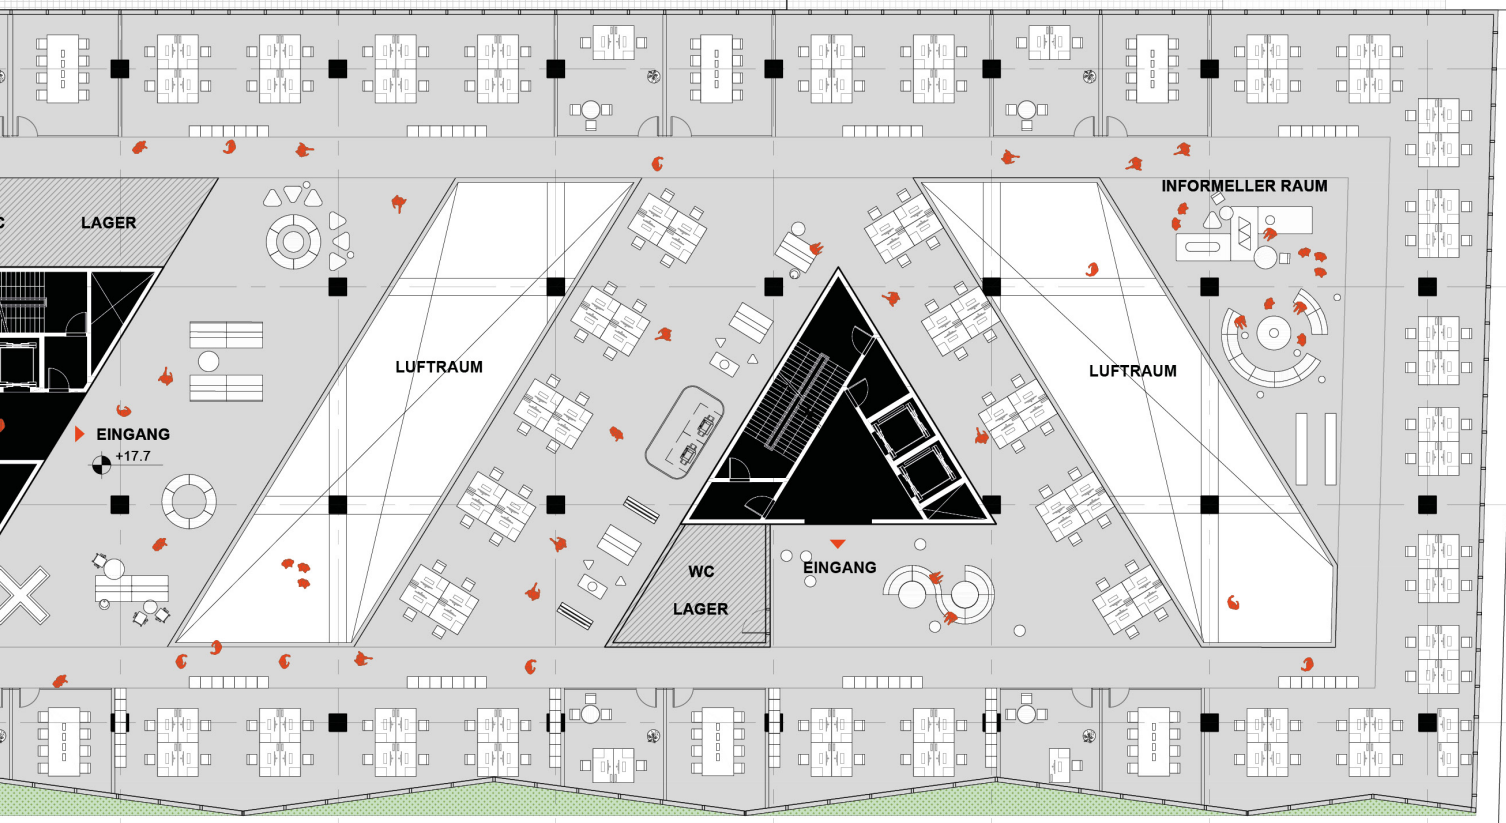 INFORMELLER RAUM
C
LAGER
LUFTRAUM
LUFTRAUM
EINGANG
+17.7
EINGANG
WC
LAGER